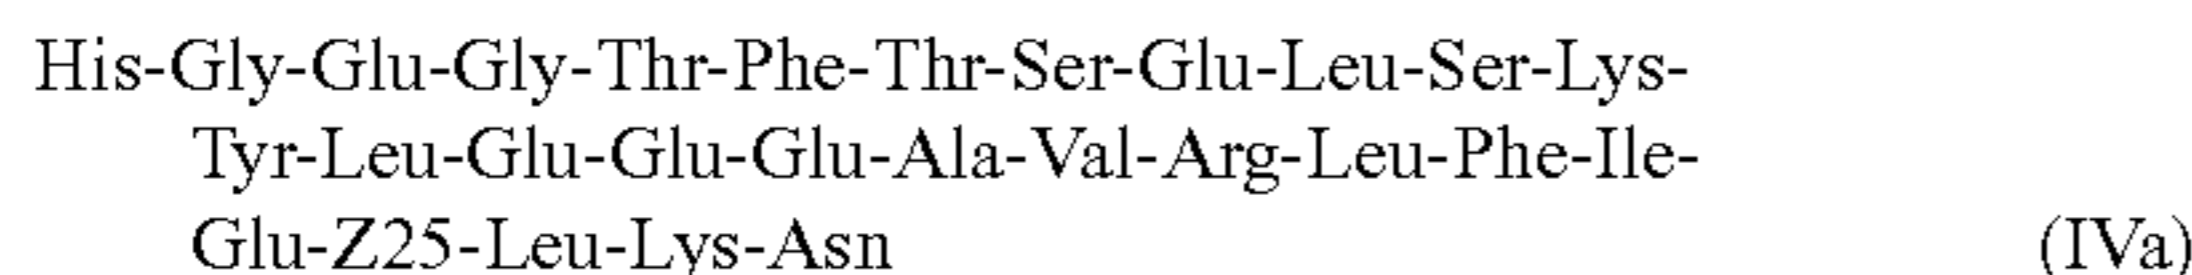 His-Gly-Glu-Gly-Thr-Phe-Thr-Ser-Glu-Leu-Ser-Lys-
Tyr-Leu-Glu-Glu-Glu-Ala-Val-Arg-Leu-Phe-Ile-
Glu-Z25-Leu-Lys-Asn (IVa)